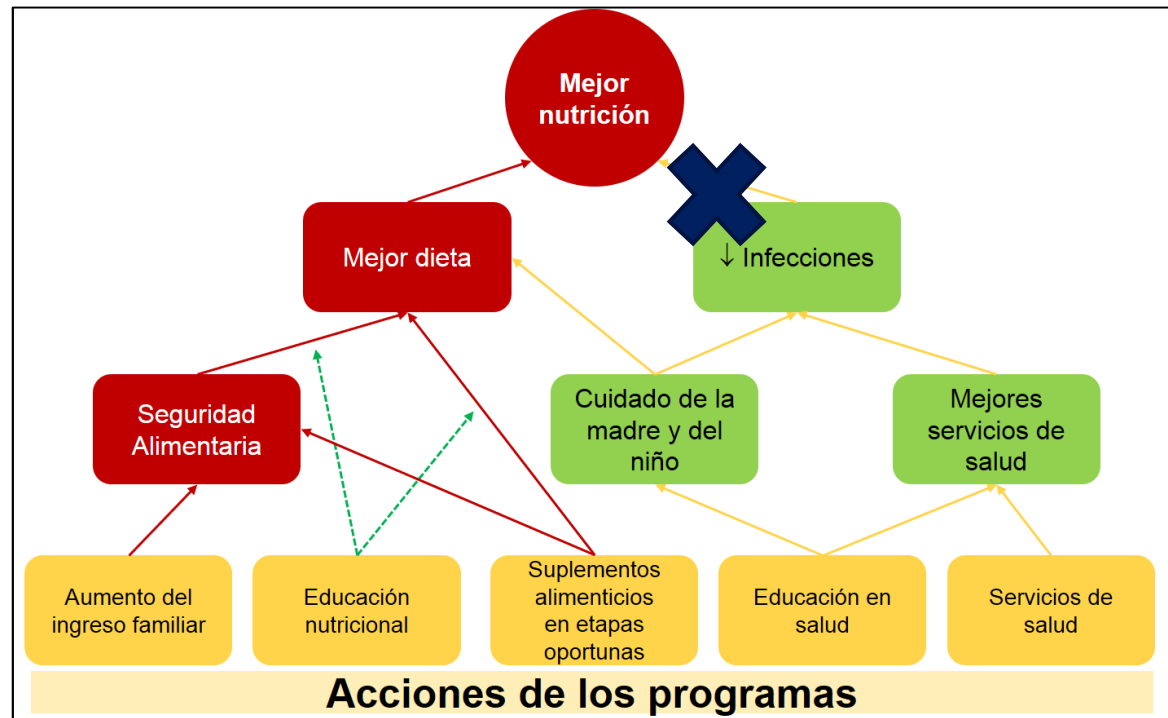 Mejor
nutrición
Mejor dieta
↓ Infecciones
Seguridad
Alimentaria
Cuidado de la
madre y del
niño
Mejores
servicios de
salud
Aumento del
ingreso familiar
Educación
nutricional
Suplementos
alimenticios
en etapas
oportunas
Educación en
salud
Servicios de
salud
Acciones de los programas